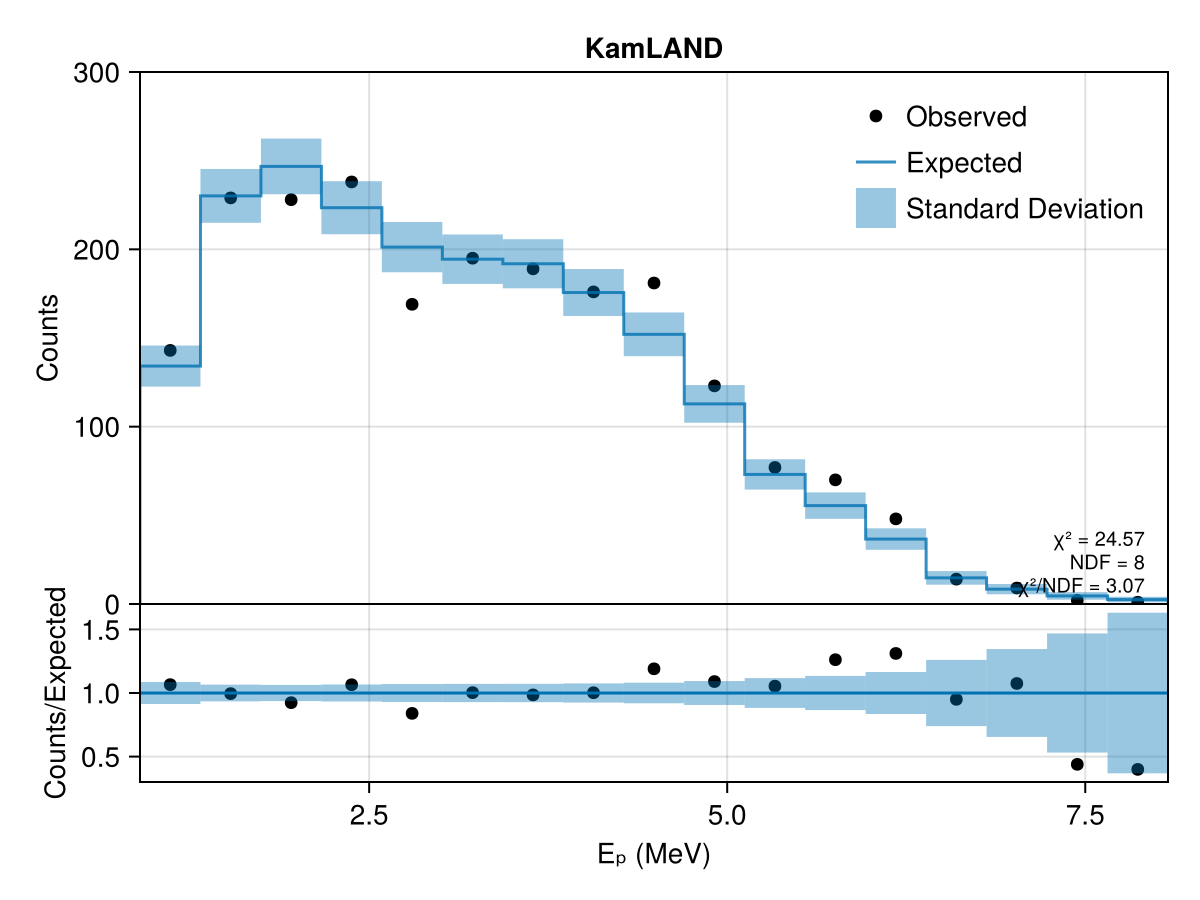 KamLAND
300
200
100
0
Counts
Observed
Expected
Standard Deviation
χ² = 24.57
NDF = 8
χ²/NDF = 3.07
1.5
1.0
0.5
Counts/Expected
2.5
5.0
7.5
Eₚ (MeV)